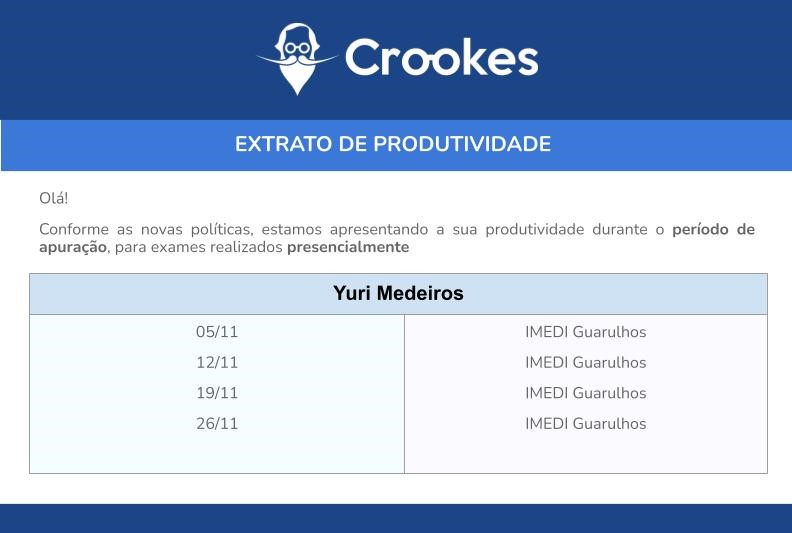 Crookes
EXTRATO DE PRODUTIVIDADE
Olá!
Conforme as novas políticas, estamos apresentando a sua produtividade durante o período de
apuração, para exames realizados presencialmente
Yuri Medeiros
05/11 IMEDI Guarulhos
12/11 IMEDI Guarulhos
19/11 IMEDI Guarulhos
26/11 IMEDI Guarulhos